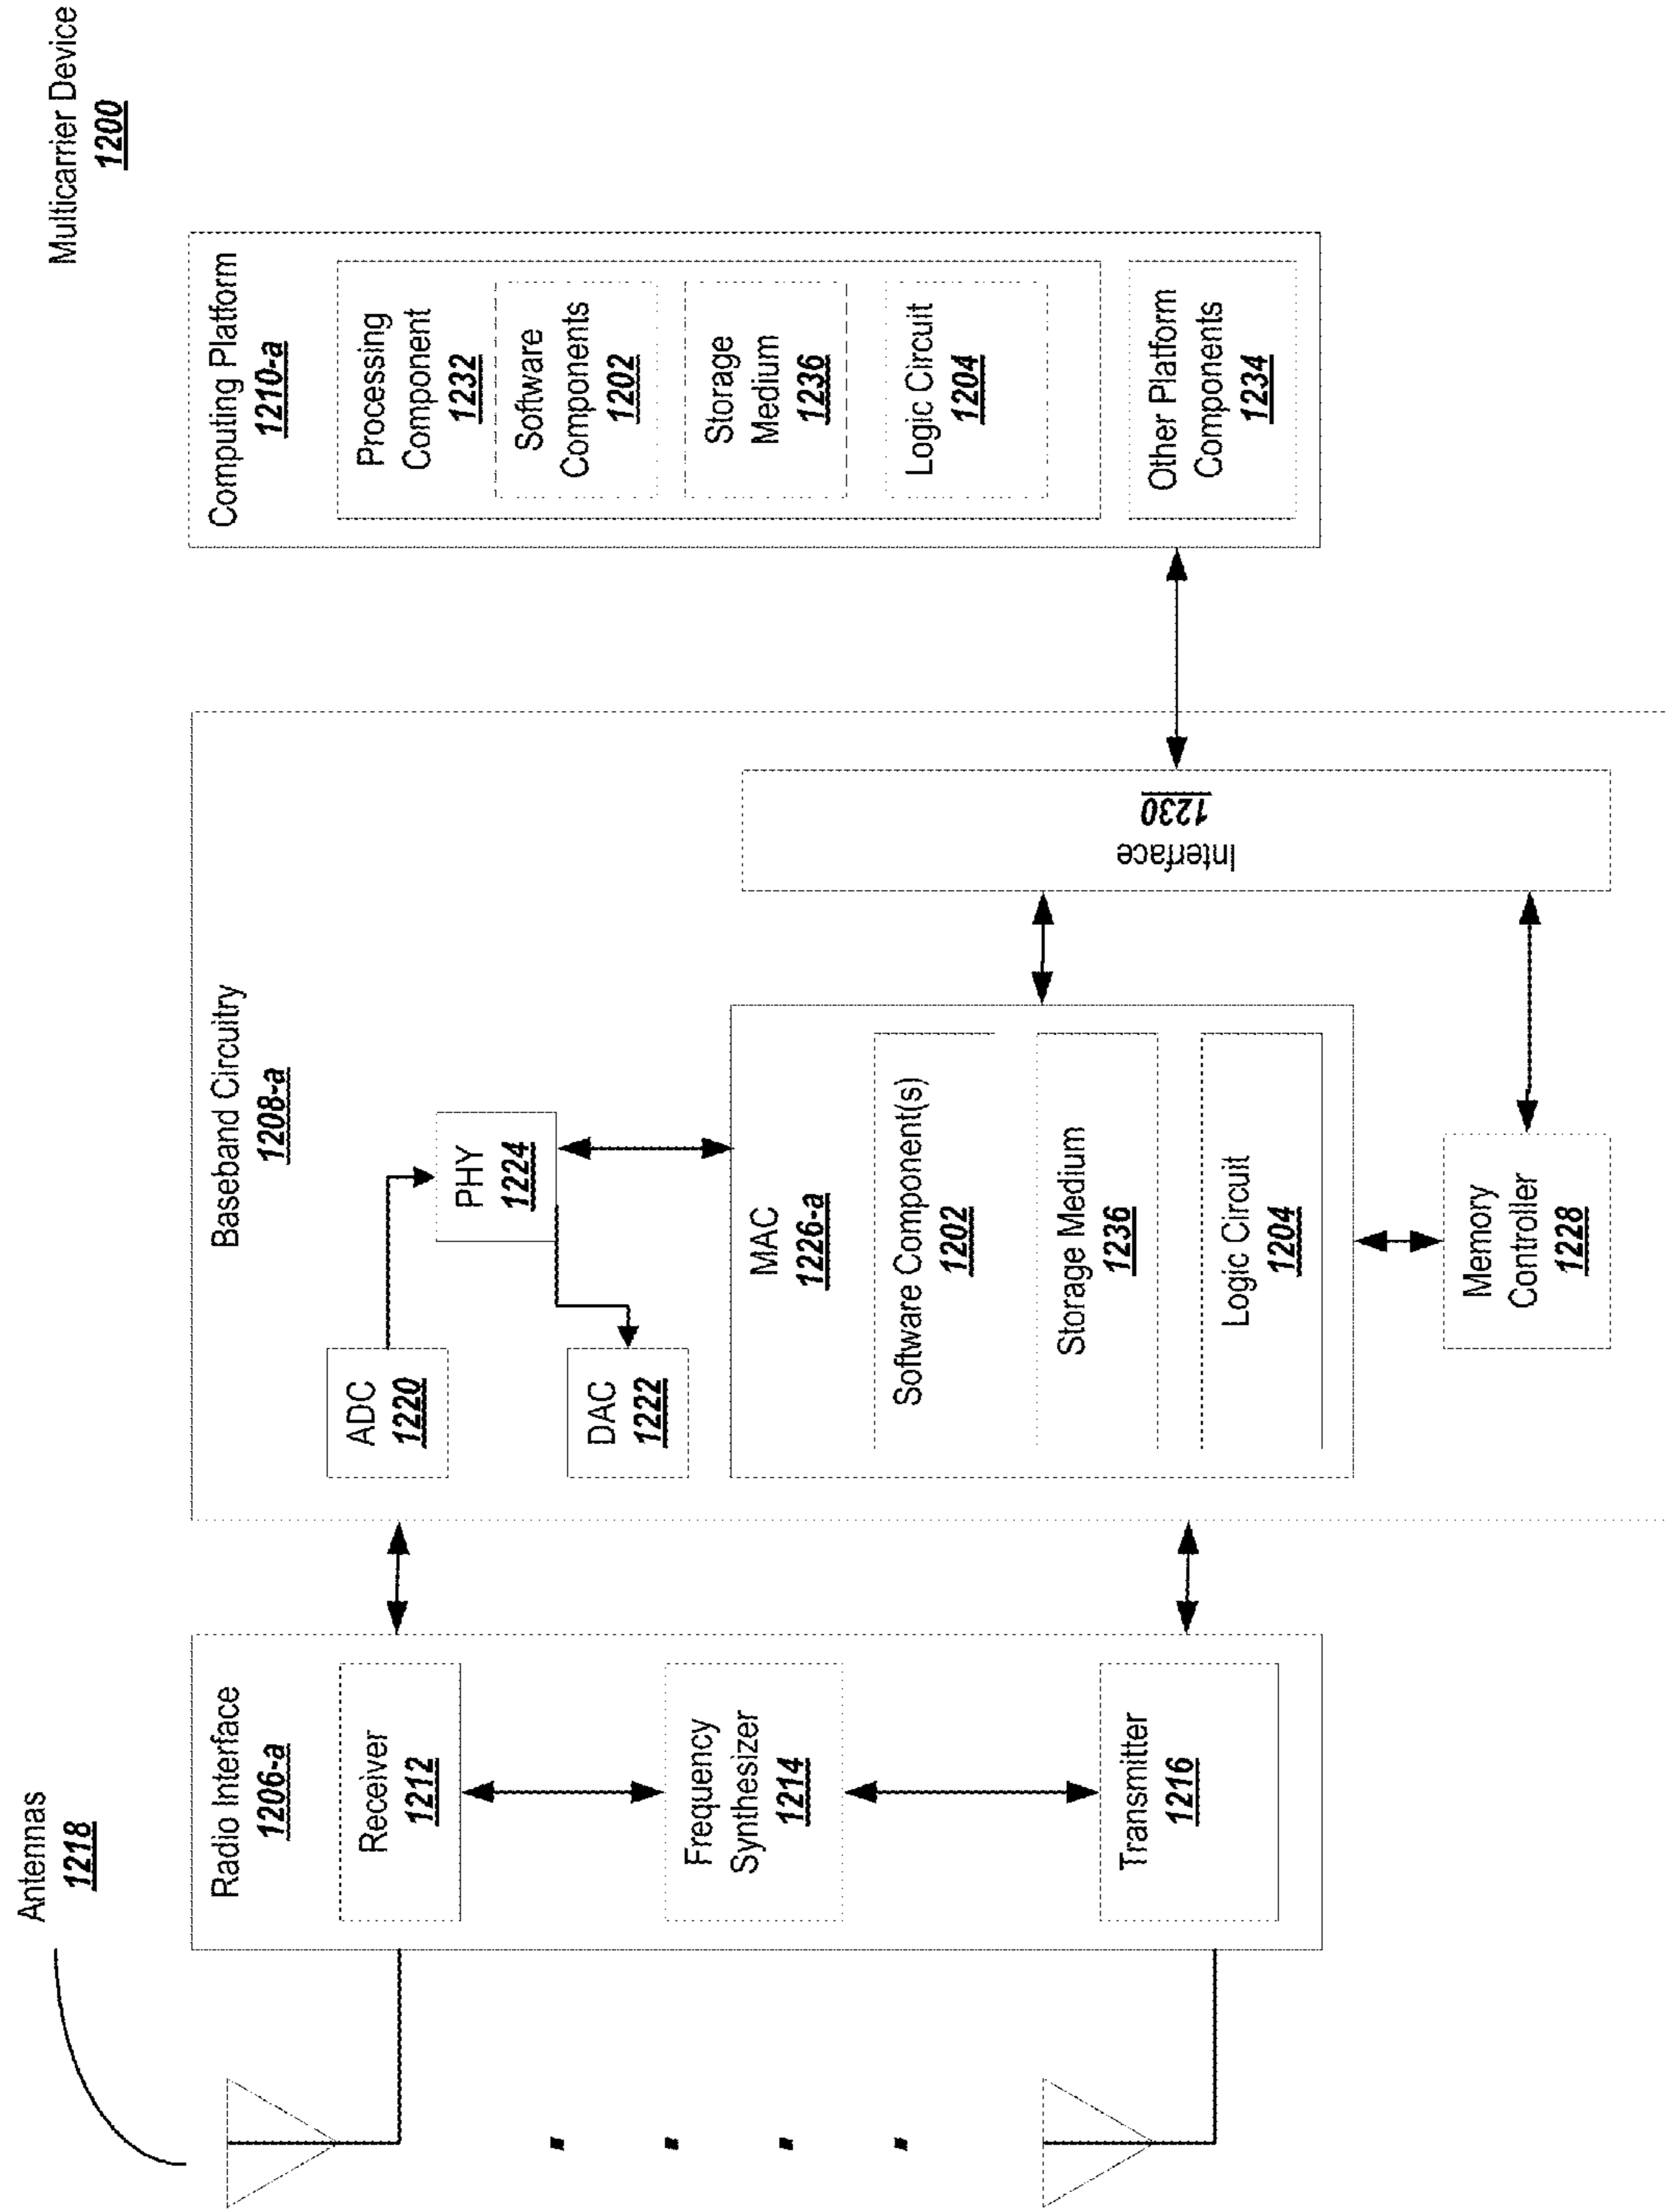 Multicarrier Device
1200
Antennas
1218
Radio Interface
1206-a
Receiver
1212
Frequency
Synthesizer
1214
Transmitter
1216
Baseband Circuitry
1208-a
ADC
1220
PHY
1224
DAC
1222
MAC
1226-a
Software Component(s)
1202
Storage Medium
1236
Logic Circuit
1204
Memory
Controller
1228
Interface
1230
Computing Platform
1210-a
Processing
Component
1232
Software
Components
1202
Storage
Medium
1236
Logic Circuit
1204
Other Platform
Components
1234